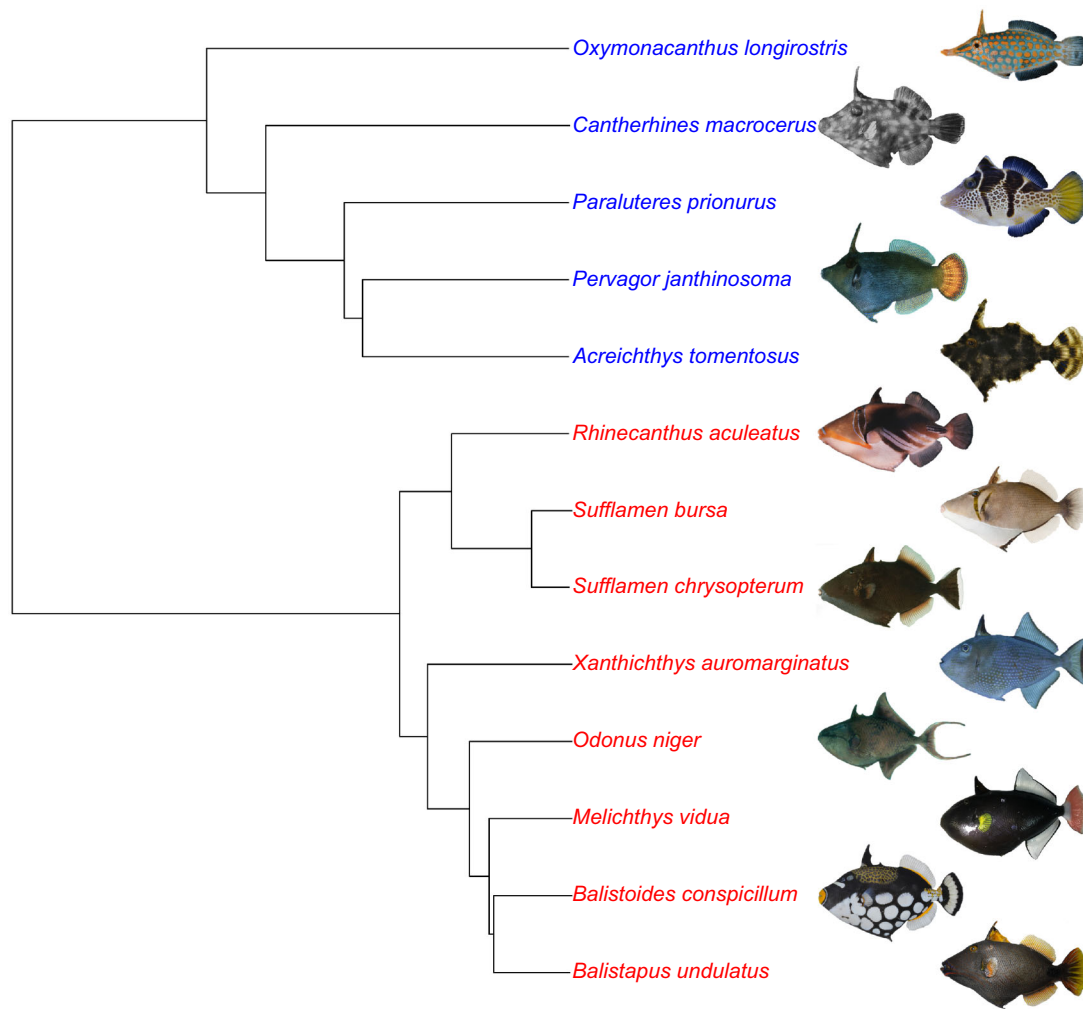 Oxymonacanthus longirostris
Cantherhines macrocerus
Paraluteres prionurus
Pervagor janthinosoma
Acreichthys tomentosus
Rhinecanthus aculeatus
Sufflamen bursa
Sufflamen chrysopterum
Xanthichthys auromarginatus
Odonus niger
Melichthys vidua
Balistoides conspicillum
Balistapus undulatus